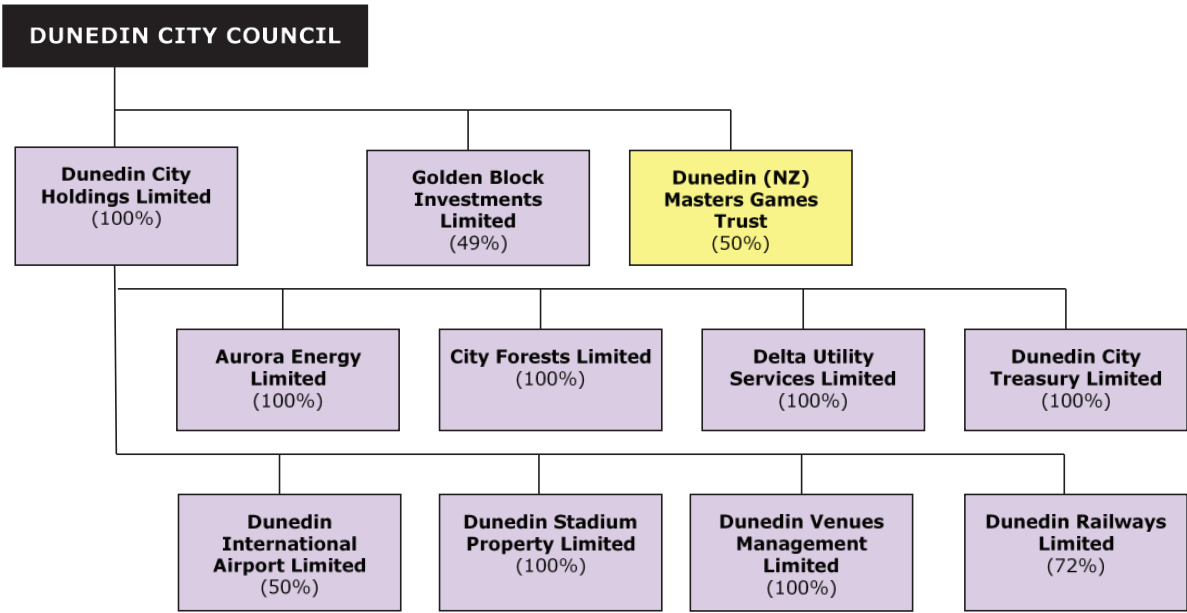 DUNEDIN CITY COUNCIL
Dunedin City
Holdings Limited
(100%)
Golden Block
Investments
Limited
(49%)
Dunedin (NZ)
Masters Games
Trust
(50%)
Aurora Energy
Limited
(100%)
City Forests Limited
(100%)
Delta Utility
Services Limited
(100%)
Dunedin City
Treasury Limited
(100%)
Dunedin
International
Airport Limited
(50%)
Dunedin Stadium
Property Limited
(100%)
Dunedin Venues
Management
Limited
(100%)
Dunedin Railways
Limited
(72%)